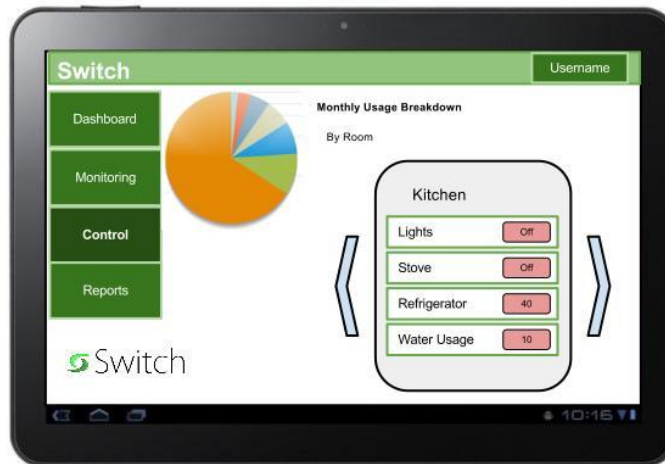 Switch
Username
Dashboard
Monitoring
Control
Reports
Monthly Usage Breakdown
By Room
Kitchen
Lights Off
Stove Off
Refrigerator 40
Water Usage 10
Switch
10:16